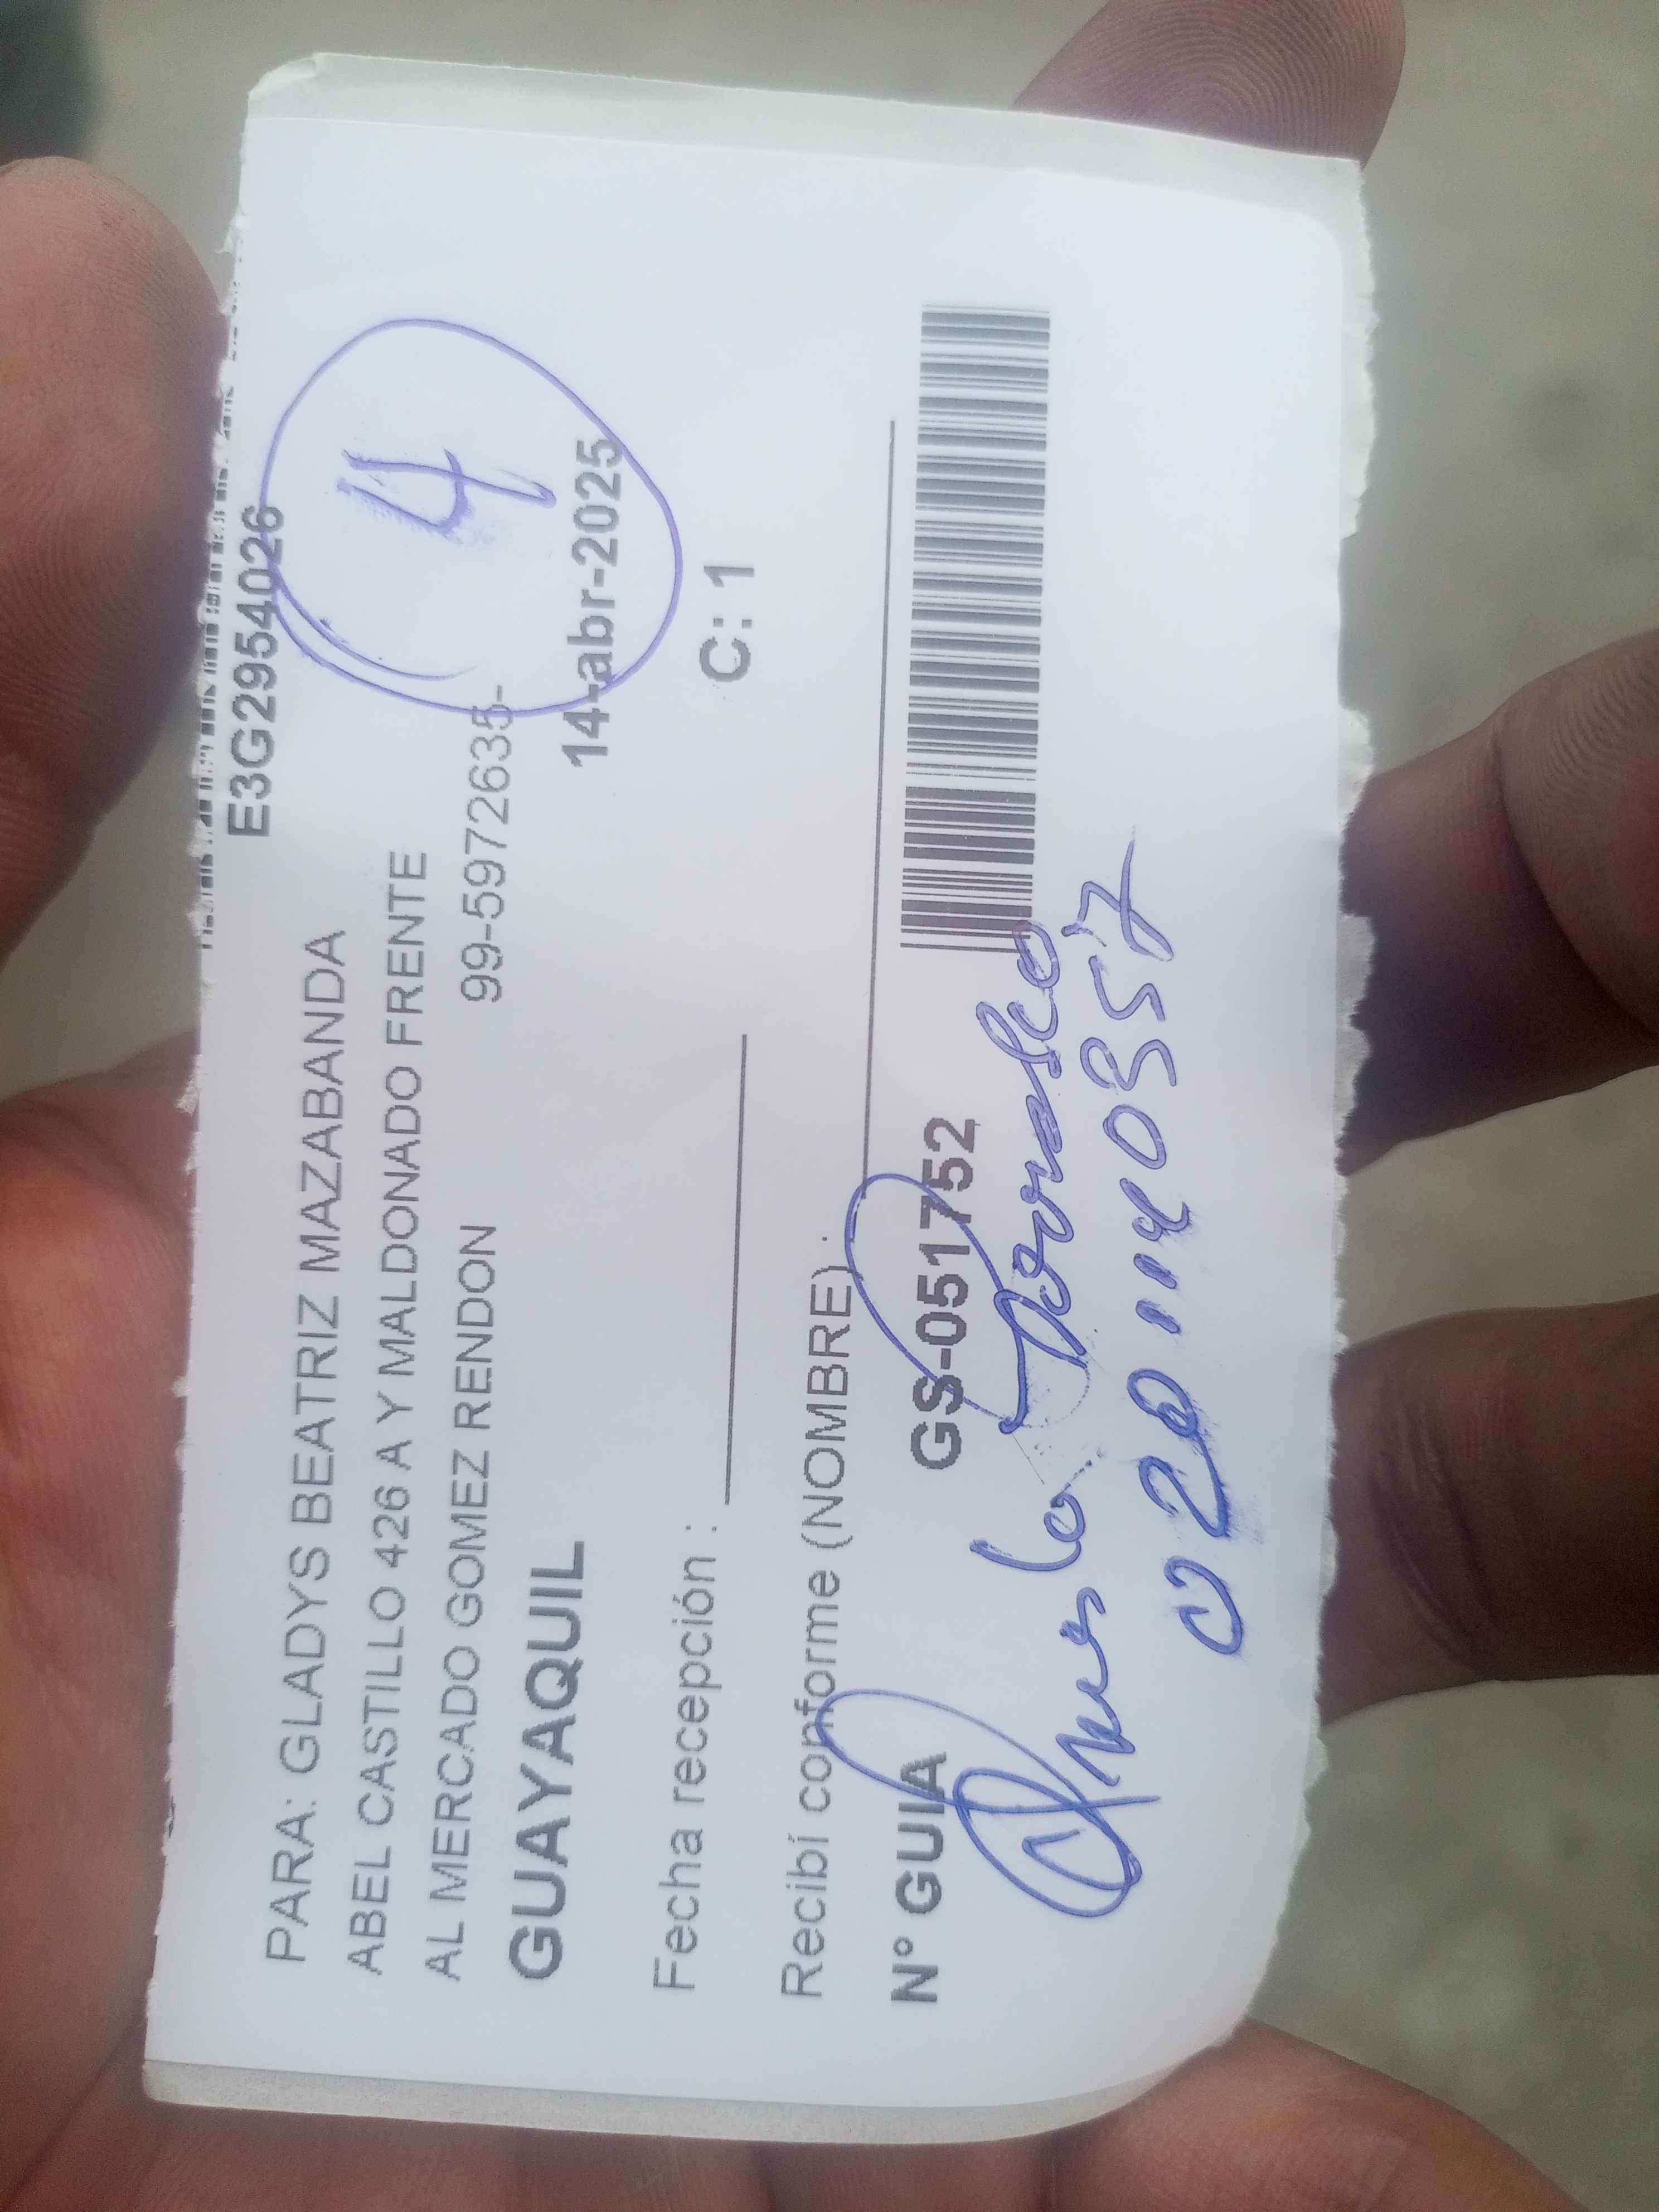 E3G2954026
PARA: GLADYS BEATRIZ MAZABANDA
ABEL CASTILLO 426 A Y MALDONADO FRENTE
AL MERCADO GOMEZ RENDON
99-5972635-
4
GUAYAQUIL
14-abr-2025
Fecha recepción :
C: 1
Recibí conforme (NOMBRE) :
N° GUIA GS-051752